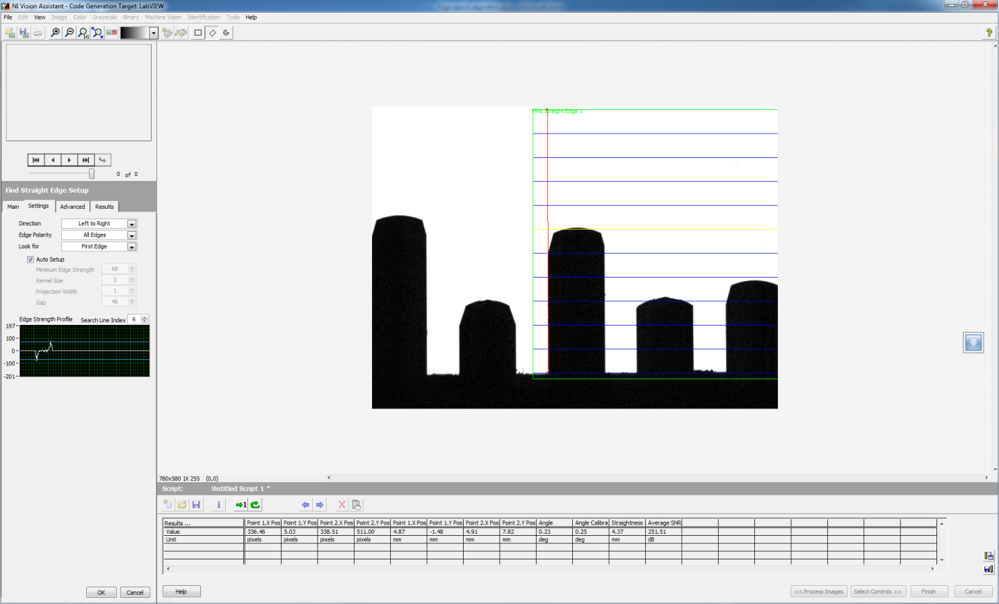 NI Vision Assistant - Code Generation Target: LabVIEW
File Edit View Image Color Grayscale Binary Machine Vision Identification Tools Help
1:1
?
0 of 0
Find Straight Edge Setup
Main Settings Advanced Results
Direction Left to Right
Edge Polarity All Edges
Look for First Edge
Auto Setup
Minimum Edge Strength 68
Kernel Size 3
Projection Width 1
Gap 46
Edge Strength Profile Search Line Index 6
197
100
0
-100
-201
OK Cancel
Find Straight Edge 1
780x580 1X 255 (0,0)
Script: Untitled Script 1 *
1
Results ... Point 1.X Pos Point 1.Y Pos Point 2.X Pos Point 2.Y Pos Point 1.X Pos Point 1.Y Pos Point 2.X Pos Point 2.Y Pos Angle Angle Calibra Straightness Average SNR
Value 336.46 5.03 338.51 511.00 4.87 -1.48 4.91 7.82 0.23 0.25 4.37 251.51
Unit pixels pixels pixels pixels mm mm mm mm deg deg mm dB
Help
<< Process Images Select Controls >> Finish Cancel